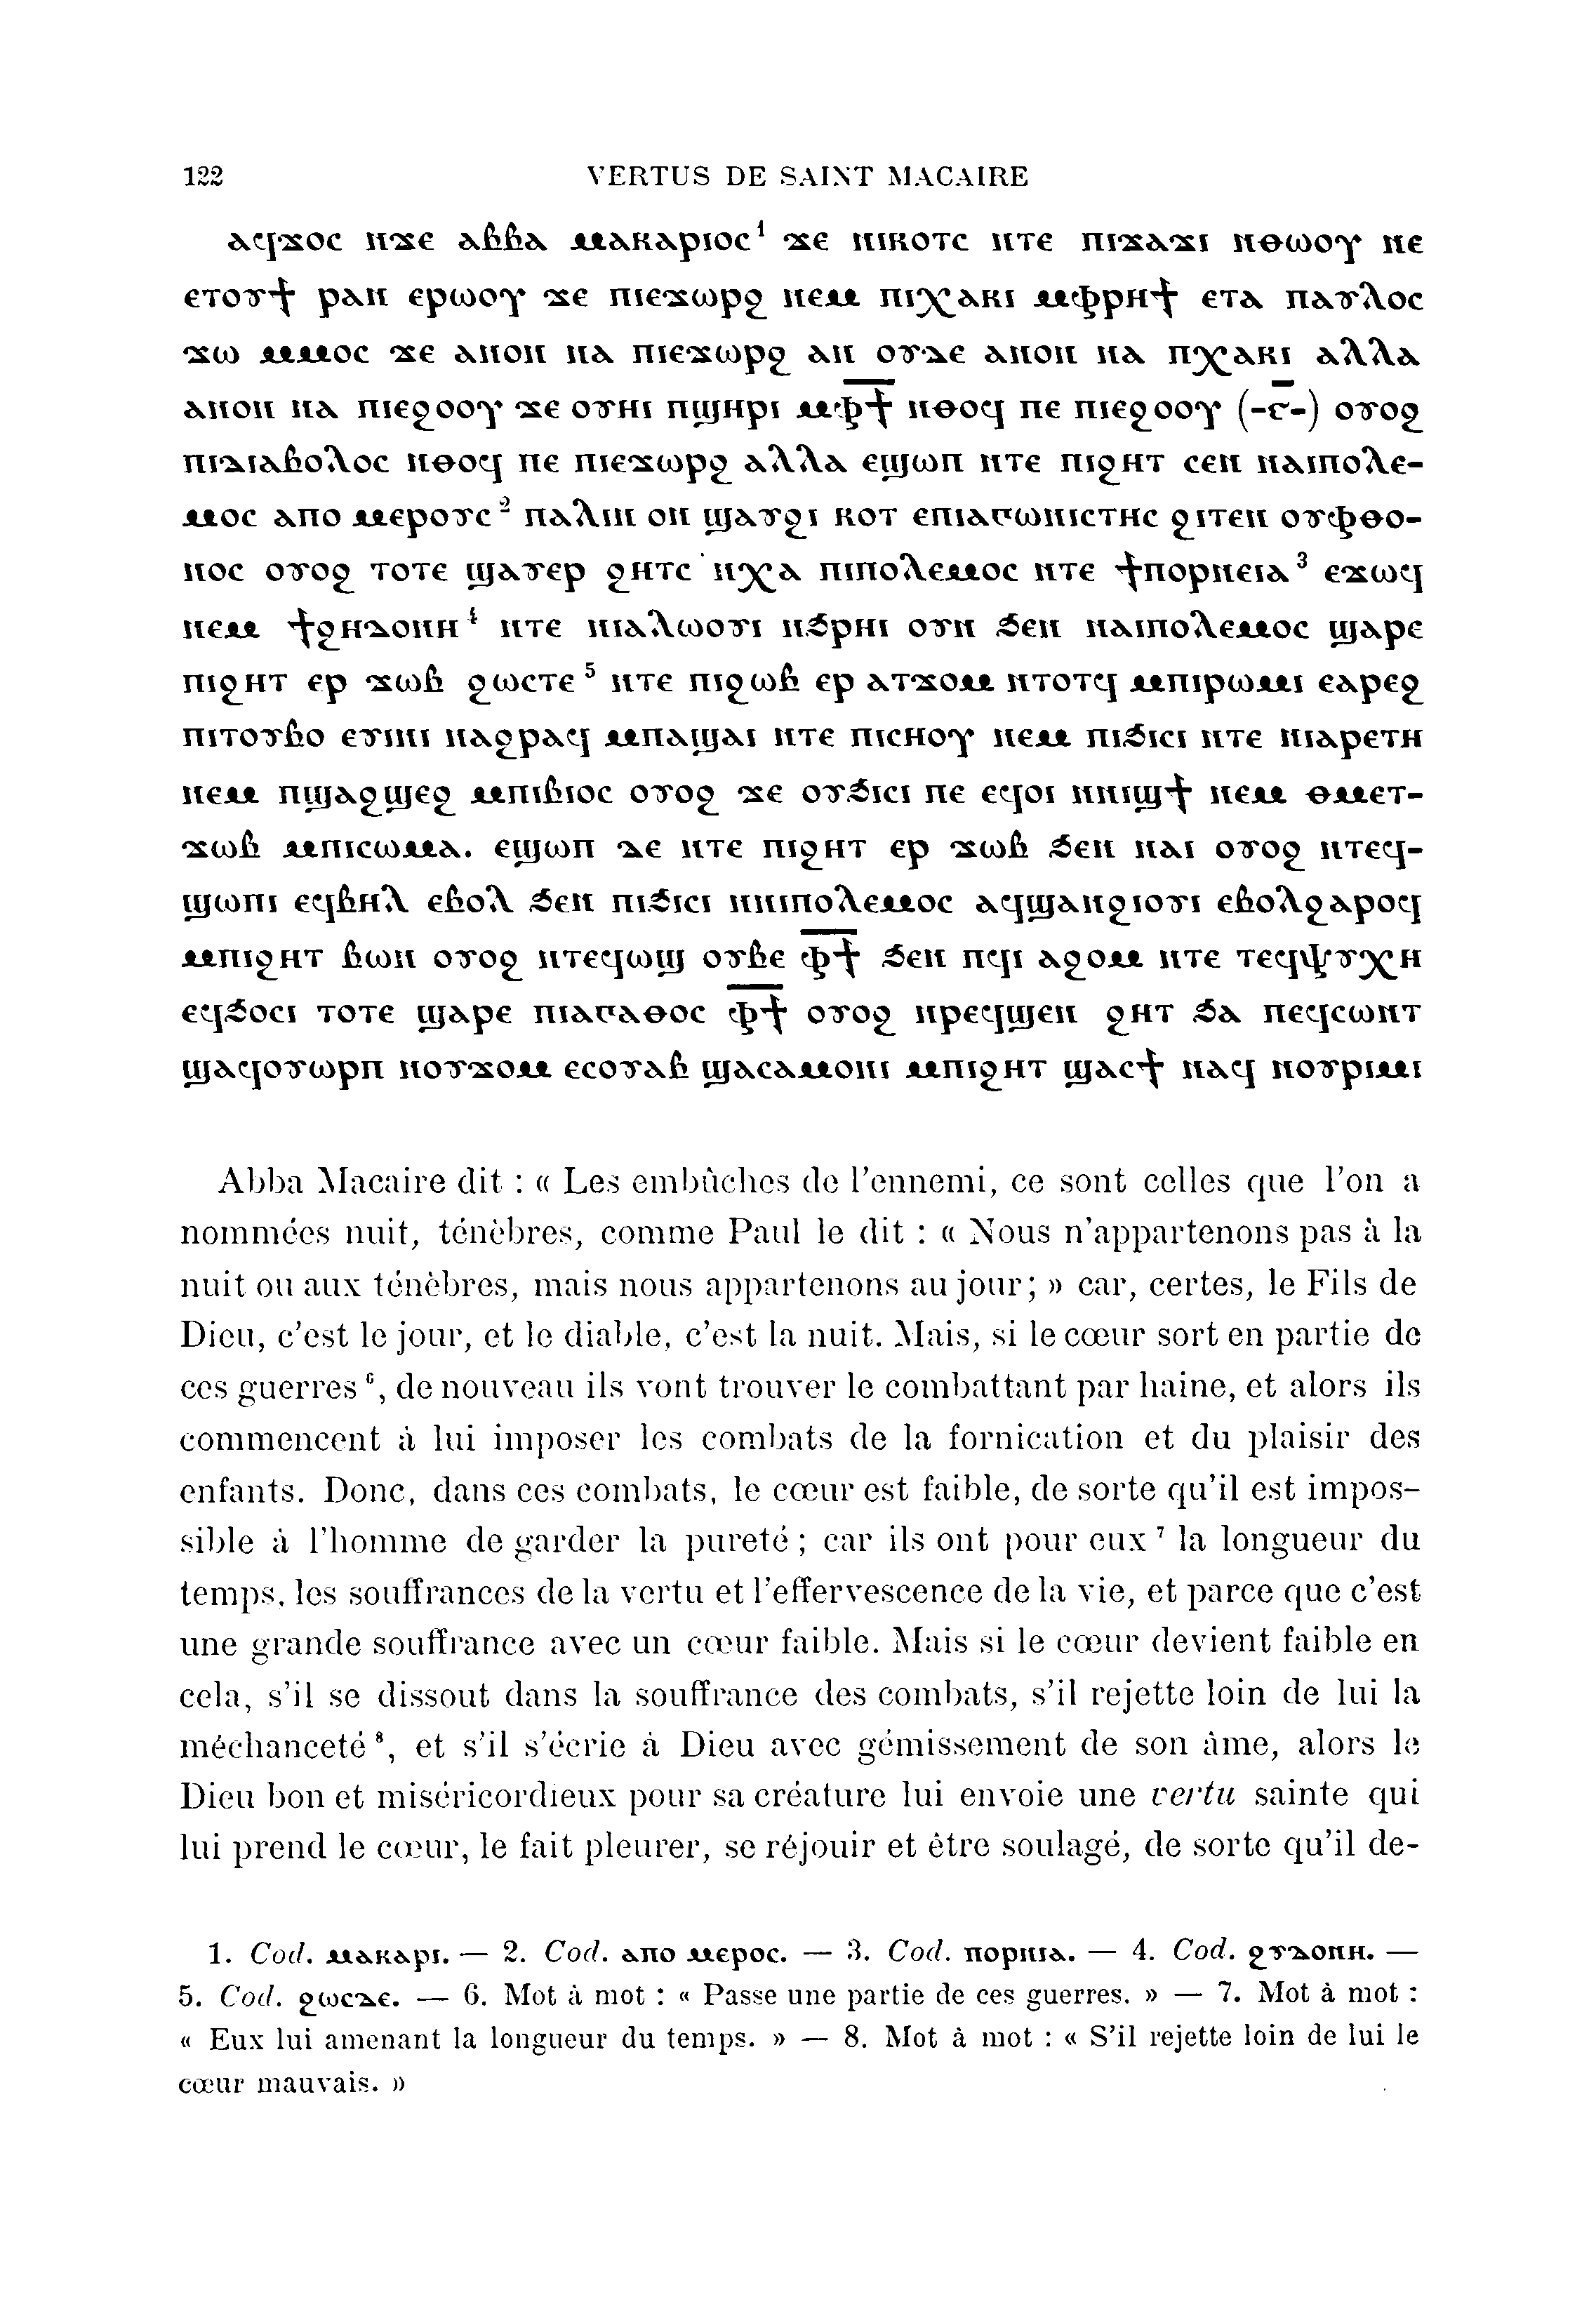 122 VERTUS DE SAINT MACAIRE
ⲁϥϫⲟⲥ ⲛϫⲉ ⲁⲃⲃⲁ ⲙⲁⲕⲁⲣⲓⲟⲥ¹ ϫⲉ ⲛⲓⲕⲟⲧⲥ ⲛⲧⲉ ⲡⲓϫⲁϫⲓ ⲛⲑⲱⲟⲩ ⲛⲉ
ⲉⲧⲟⲩϯ ⲣⲁⲛ ⲉⲣⲱⲟⲩ ϫⲉ ⲡⲓⲉϫⲱⲣϩ ⲛⲉⲙ ⲡⲓⲭⲁⲕⲓ ⲙⲫⲣⲏϯ ⲉⲧⲁ ⲡⲁⲩⲗⲟⲥ
ϫⲱ ⲙⲙⲟⲥ ϫⲉ ⲁⲛⲟⲛ ⲛⲁ ⲡⲓⲉϫⲱⲣϩ ⲁⲛ ⲟⲩⲇⲉ ⲁⲛⲟⲛ ⲛⲁ ⲡⲭⲁⲕⲓ ⲁⲗⲗⲁ
ⲁⲛⲟⲛ ⲛⲁ ⲡⲓⲉϩⲟⲟⲩ ϫⲉ ⲟⲩⲏⲓ ⲡϣⲏⲣⲓ ⲙⲫ̅ϯ̅ ⲛⲑⲟϥ ⲡⲉ ⲡⲓⲉϩⲟⲟⲩ (-ⲅ̅-) ⲟⲩⲟϩ
ⲡⲓⲇⲓⲁⲃⲟⲗⲟⲥ ⲛⲑⲟϥ ⲡⲉ ⲡⲓⲉϫⲱⲣϩ ⲁⲗⲗⲁ ⲉϣⲱⲡ ⲛⲧⲉ ⲡⲓϩⲏⲧ ⲥⲉⲛ ⲛⲁⲓⲡⲟⲗⲉ-
ⲙⲟⲥ ⲁⲡⲟ ⲙⲉⲣⲟⲩⲥ² ⲡⲁⲗⲓⲛ ⲟⲛ ϣⲁⲩϩⲓ ⲕⲟⲧ ⲉⲡⲓⲁⲅⲱⲛⲓⲥⲧⲏⲥ ϩⲓⲧⲉⲛ ⲟⲩⲫⲑⲟ-
ⲛⲟⲥ ⲟⲩⲟϩ ⲧⲟⲧⲉ ϣⲁⲩⲉⲣ ϩⲏⲧⲥ ⲛⲭⲁ ⲡⲓⲡⲟⲗⲉⲙⲟⲥ ⲛⲧⲉ ϯⲡⲟⲣⲛⲉⲓⲁ³ ⲉϫⲱϥ
ⲛⲉⲙ ϯϩⲏⲇⲟⲛⲏ⁴ ⲛⲧⲉ ⲛⲓⲁⲗⲱⲟⲩⲓ ⲛϧⲣⲏⲓ ⲟⲩⲛ ϧⲉⲛ ⲛⲁⲓⲡⲟⲗⲉⲙⲟⲥ ϣⲁⲣⲉ
ⲡⲓϩⲏⲧ ⲉⲣ ϫⲱⲃ ϩⲱⲥⲧⲉ⁵ ⲛⲧⲉ ⲡⲓϩⲱⲃ ⲉⲣ ⲁⲧϫⲟⲙ ⲛⲧⲟⲧϥ ⲙⲡⲓⲣⲱⲙⲓ ⲉⲁⲣⲉϩ
ⲡⲓⲧⲟⲩⲃⲟ ⲉⲩⲓⲛⲓ ⲛⲁϩⲣⲁϥ ⲙⲡⲁϣⲁⲓ ⲛⲧⲉ ⲡⲓⲥⲏⲟⲩ ⲛⲉⲙ ⲡⲓϧⲓⲥⲓ ⲛⲧⲉ ⲛⲓⲁⲣⲉⲧⲏ
ⲛⲉⲙ ⲡϣⲁϩϣⲉϩ ⲙⲡⲓⲃⲓⲟⲥ ⲟⲩⲟϩ ϫⲉ ⲟⲩϧⲓⲥⲓ ⲡⲉ ⲉϥⲟⲓ ⲛⲛⲓϣϯ ⲛⲉⲙ ⲑⲙⲉⲧ-
ϫⲱⲃ ⲙⲡⲓⲥⲱⲙⲁ. ⲉϣⲱⲡ ⲇⲉ ⲛⲧⲉ ⲡⲓϩⲏⲧ ⲉⲣ ϫⲱⲃ ϧⲉⲛ ⲛⲁⲓ ⲟⲩⲟϩ ⲛⲧⲉϥ-
ϣⲱⲡⲓ ⲉϥⲃⲏⲗ ⲉⲃⲟⲗ ϧⲉⲛ ⲡⲓϧⲓⲥⲓ ⲛⲛⲓⲡⲟⲗⲉⲙⲟⲥ ⲁϥϣⲁⲛϩⲓⲟⲩⲓ ⲉⲃⲟⲗϩⲁⲣⲟϥ
ⲙⲡⲓϩⲏⲧ ⲃⲱⲛ ⲟⲩⲟϩ ⲛⲧⲉϥⲱϣ ⲟⲩⲃⲉ ⲫ̅ϯ̅ ϧⲉⲛ ⲡϥⲓ ⲁϩⲟⲙ ⲛⲧⲉ ⲧⲉϥⲯⲩⲭⲏ
ⲉϥϧⲟⲥⲓ ⲧⲟⲧⲉ ϣⲁⲣⲉ ⲡⲓⲁⲅⲁⲑⲟⲥ ⲫ̅ϯ̅ ⲟⲩⲟϩ ⲛⲣⲉϥϣⲉⲛ ϩⲏⲧ ϧⲁ ⲡⲉϥⲥⲱⲛⲧ
ϣⲁϥⲟⲩⲱⲣⲡ ⲛⲟⲩϫⲟⲙ ⲉⲥⲟⲩⲁⲃ ϣⲁⲥⲁⲙⲟⲛⲓ ⲙⲡⲓϩⲏⲧ ϣⲁⲥϯ ⲛⲁϥ ⲛⲟⲩⲣⲓⲙⲓ
Abba Macaire dit : « Les embûches de l'ennemi, ce sont celles que l'on a
nommées nuit, ténèbres, comme Paul le dit : « Nous n'appartenons pas à la
nuit ou aux ténèbres, mais nous appartenons au jour; » car, certes, le Fils de
Dieu, c'est le jour, et le diable, c'est la nuit. Mais, si le cœur sort en partie de
ces guerres⁶, de nouveau ils vont trouver le combattant par haine, et alors ils
commencent à lui imposer les combats de la fornication et du plaisir des
enfants. Donc, dans ces combats, le cœur est faible, de sorte qu'il est impos-
sible à l'homme de garder la pureté ; car ils ont pour eux⁷ la longueur du
temps, les souffrances de la vertu et l'effervescence de la vie, et parce que c'est
une grande souffrance avec un cœur faible. Mais si le cœur devient faible en
cela, s'il se dissout dans la souffrance des combats, s'il rejette loin de lui la
méchanceté⁸, et s'il s'écrie à Dieu avec gémissement de son âme, alors le
Dieu bon et miséricordieux pour sa créature lui envoie une vertu sainte qui
lui prend le cœur, le fait pleurer, se réjouir et être soulagé, de sorte qu'il de-
1. Cod. ⲙⲁⲕⲁⲣⲓ. — 2. Cod. ⲁⲡⲟ ⲙⲉⲣⲟⲥ. — 3. Cod. ⲡⲟⲣⲛⲓⲁ. — 4. Cod. ϩⲩⲇⲟⲛⲏ. —
5. Cod. ϩⲱⲥⲇⲉ. — 6. Mot à mot : « Passe une partie de ces guerres. » — 7. Mot à mot :
« Eux lui amenant la longueur du temps. » — 8. Mot à mot : « S'il rejette loin de lui le
cœur mauvais. »